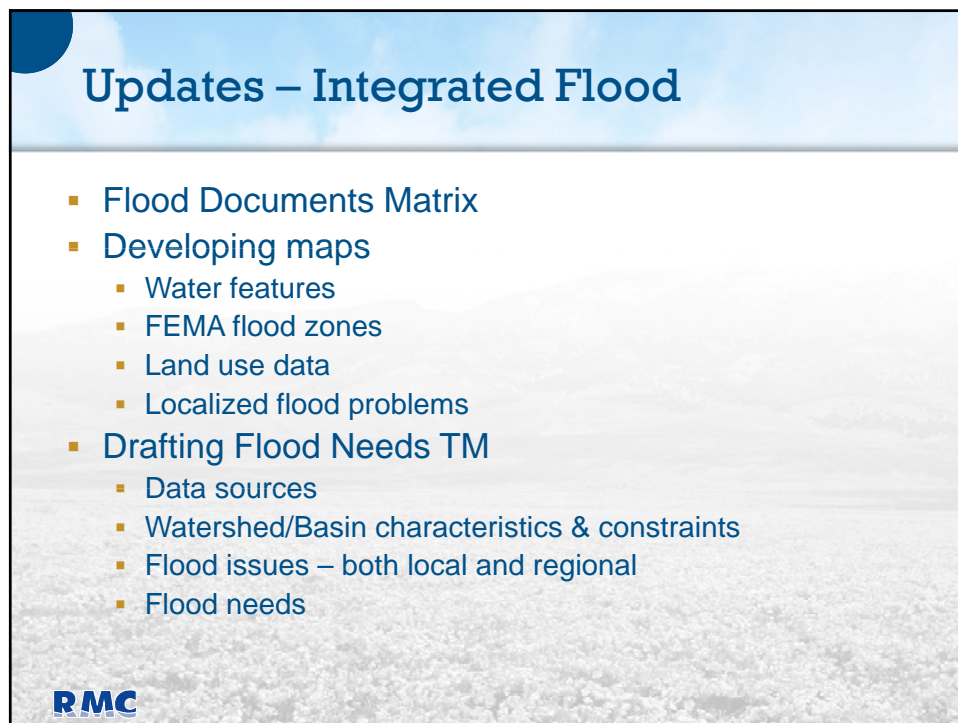 Updates – Integrated Flood
▪ Flood Documents Matrix
▪ Developing maps
▪ Water features
▪ FEMA flood zones
▪ Land use data
▪ Localized flood problems
▪ Drafting Flood Needs TM
▪ Data sources
▪ Watershed/Basin characteristics & constraints
▪ Flood issues – both local and regional
▪ Flood needs
RMC